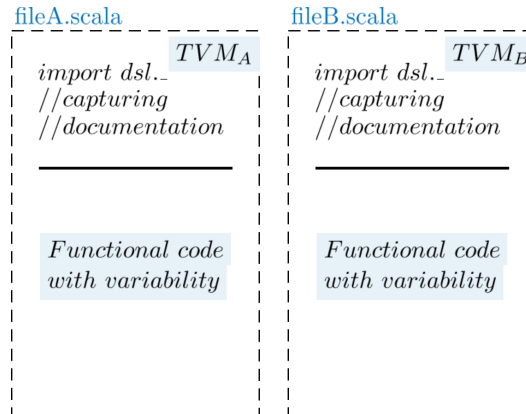 fileA.scala
TVM_A
import dsl._
//capturing
//documentation
Functional code
with variability
fileB.scala
TVM_B
import dsl._
//capturing
//documentation
Functional code
with variability